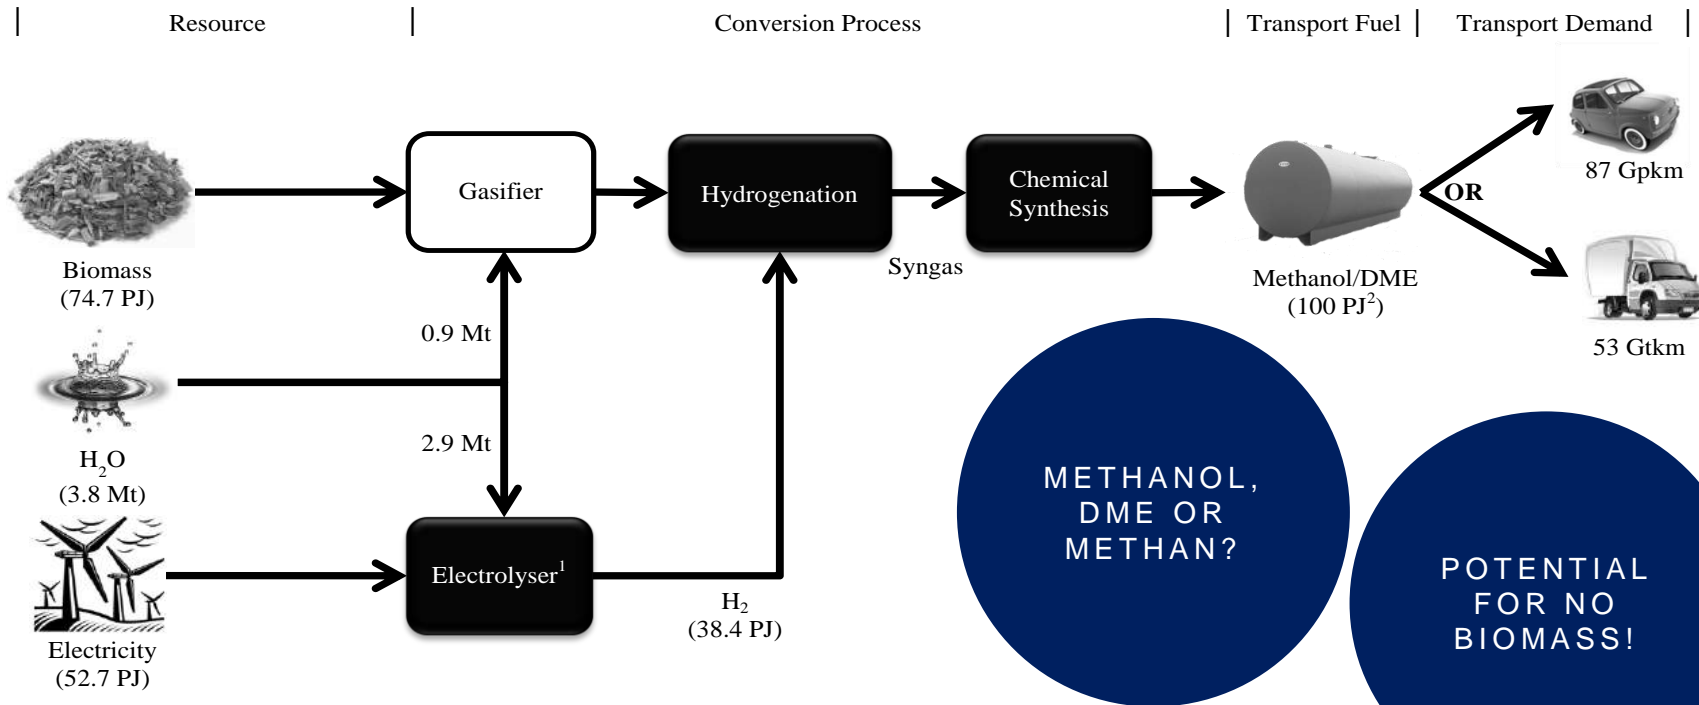 Resource
Conversion Process
Transport Fuel
Transport Demand
Biomass
(74.7 PJ)
Gasifier
Hydrogenation
Chemical
Synthesis
Syngas
Methanol/DME
(100 PJ²)
OR
87 Gpkm
53 Gtkm
0.9 Mt
2.9 Mt
H₂O
(3.8 Mt)
Electrolyser¹
H₂
(38.4 PJ)
Electricity
(52.7 PJ)
METHANOL,
DME OR
METHAN?
POTENTIAL
FOR NO
BIOMASS!